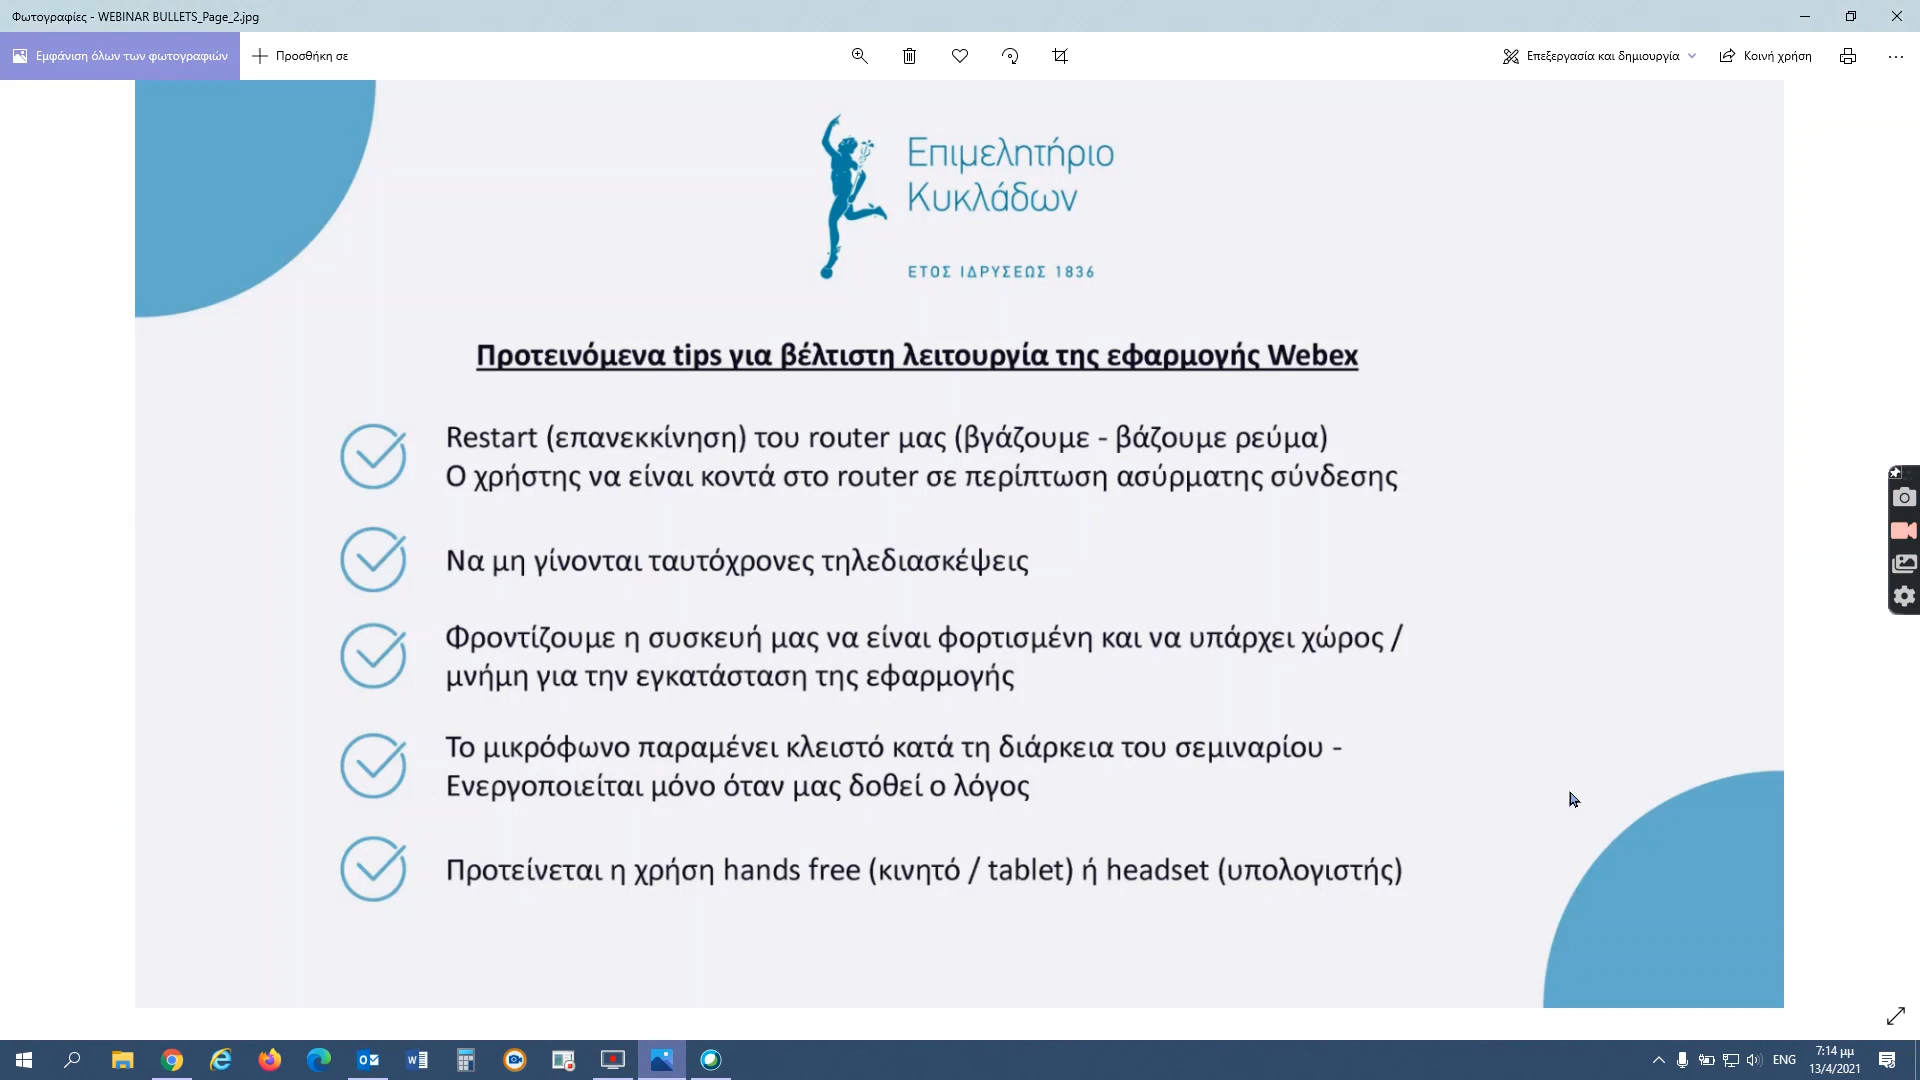 Φωτογραφίες - WEBINAR BULLETS_Page_2.jpg
Εμφάνιση όλων των φωτογραφιών
Προσθήκη σε
Επεξεργασία και δημιουργία
Κοινή χρήση
Επιμελητήριο
Κυκλάδων
ΕΤΟΣ ΙΔΡΥΣΕΩΣ 1836
Προτεινόμενα tips για βέλτιστη λειτουργία της εφαρμογής Webex
Restart (επανεκκίνηση) του router μας (βγάζουμε - βάζουμε ρεύμα)
Ο χρήστης να είναι κοντά στο router σε περίπτωση ασύρματης σύνδεσης
Να μη γίνονται ταυτόχρονες τηλεδιασκέψεις
Φροντίζουμε η συσκευή μας να είναι φορτισμένη και να υπάρχει χώρος /
μνήμη για την εγκατάσταση της εφαρμογής
Το μικρόφωνο παραμένει κλειστό κατά τη διάρκεια του σεμιναρίου -
Ενεργοποιείται μόνο όταν μας δοθεί ο λόγος
Προτείνεται η χρήση hands free (κινητό / tablet) ή headset (υπολογιστής)
ENG
7:14 μμ
13/4/2021